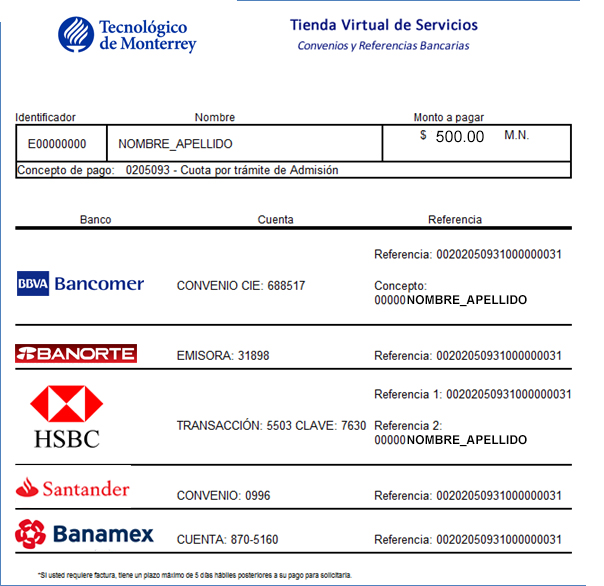 Tecnológico
de Monterrey
Tienda Virtual de Servicios
Convenios y Referencias Bancarias
Identificador Nombre Monto a pagar
E00000000 NOMBRE_APELLIDO $ 500.00 M.N.
Concepto de pago: 0205093 - Cuota por trámite de Admisión
Banco Cuenta Referencia
Referencia: 00202050931000000031
BBVA Bancomer CONVENIO CIE: 688517 Concepto:
00000NOMBRE_APELLIDO
BANORTE EMISORA: 31898 Referencia: 00202050931000000031
Referencia 1: 00202050931000000031
HSBC TRANSACCIÓN: 5503 CLAVE: 7630 Referencia 2:
00000NOMBRE_APELLIDO
Santander CONVENIO: 0996 Referencia: 00202050931000000031
Banamex CUENTA: 870-5160 Referencia: 00202050931000000031
*Si usted requiere factura, tiene un plazo máximo de 5 días hábiles posteriores a su pago para solicitarla.